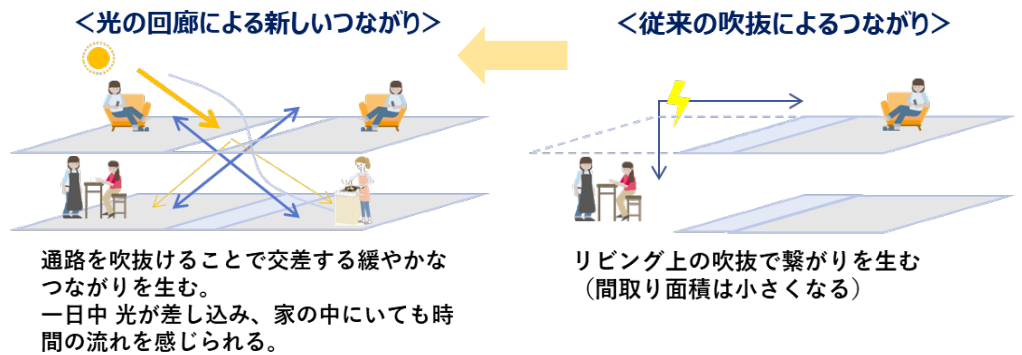 <光の回廊による新しいつながり>
通路を吹抜けることで交差する緩やかな
つながりを生む。
一日中 光が差し込み、家の中にいても時
間の流れを感じられる。
<従来の吹抜によるつながり>
リビング上の吹抜で繋がりを生む
（間取り面積は小さくなる）